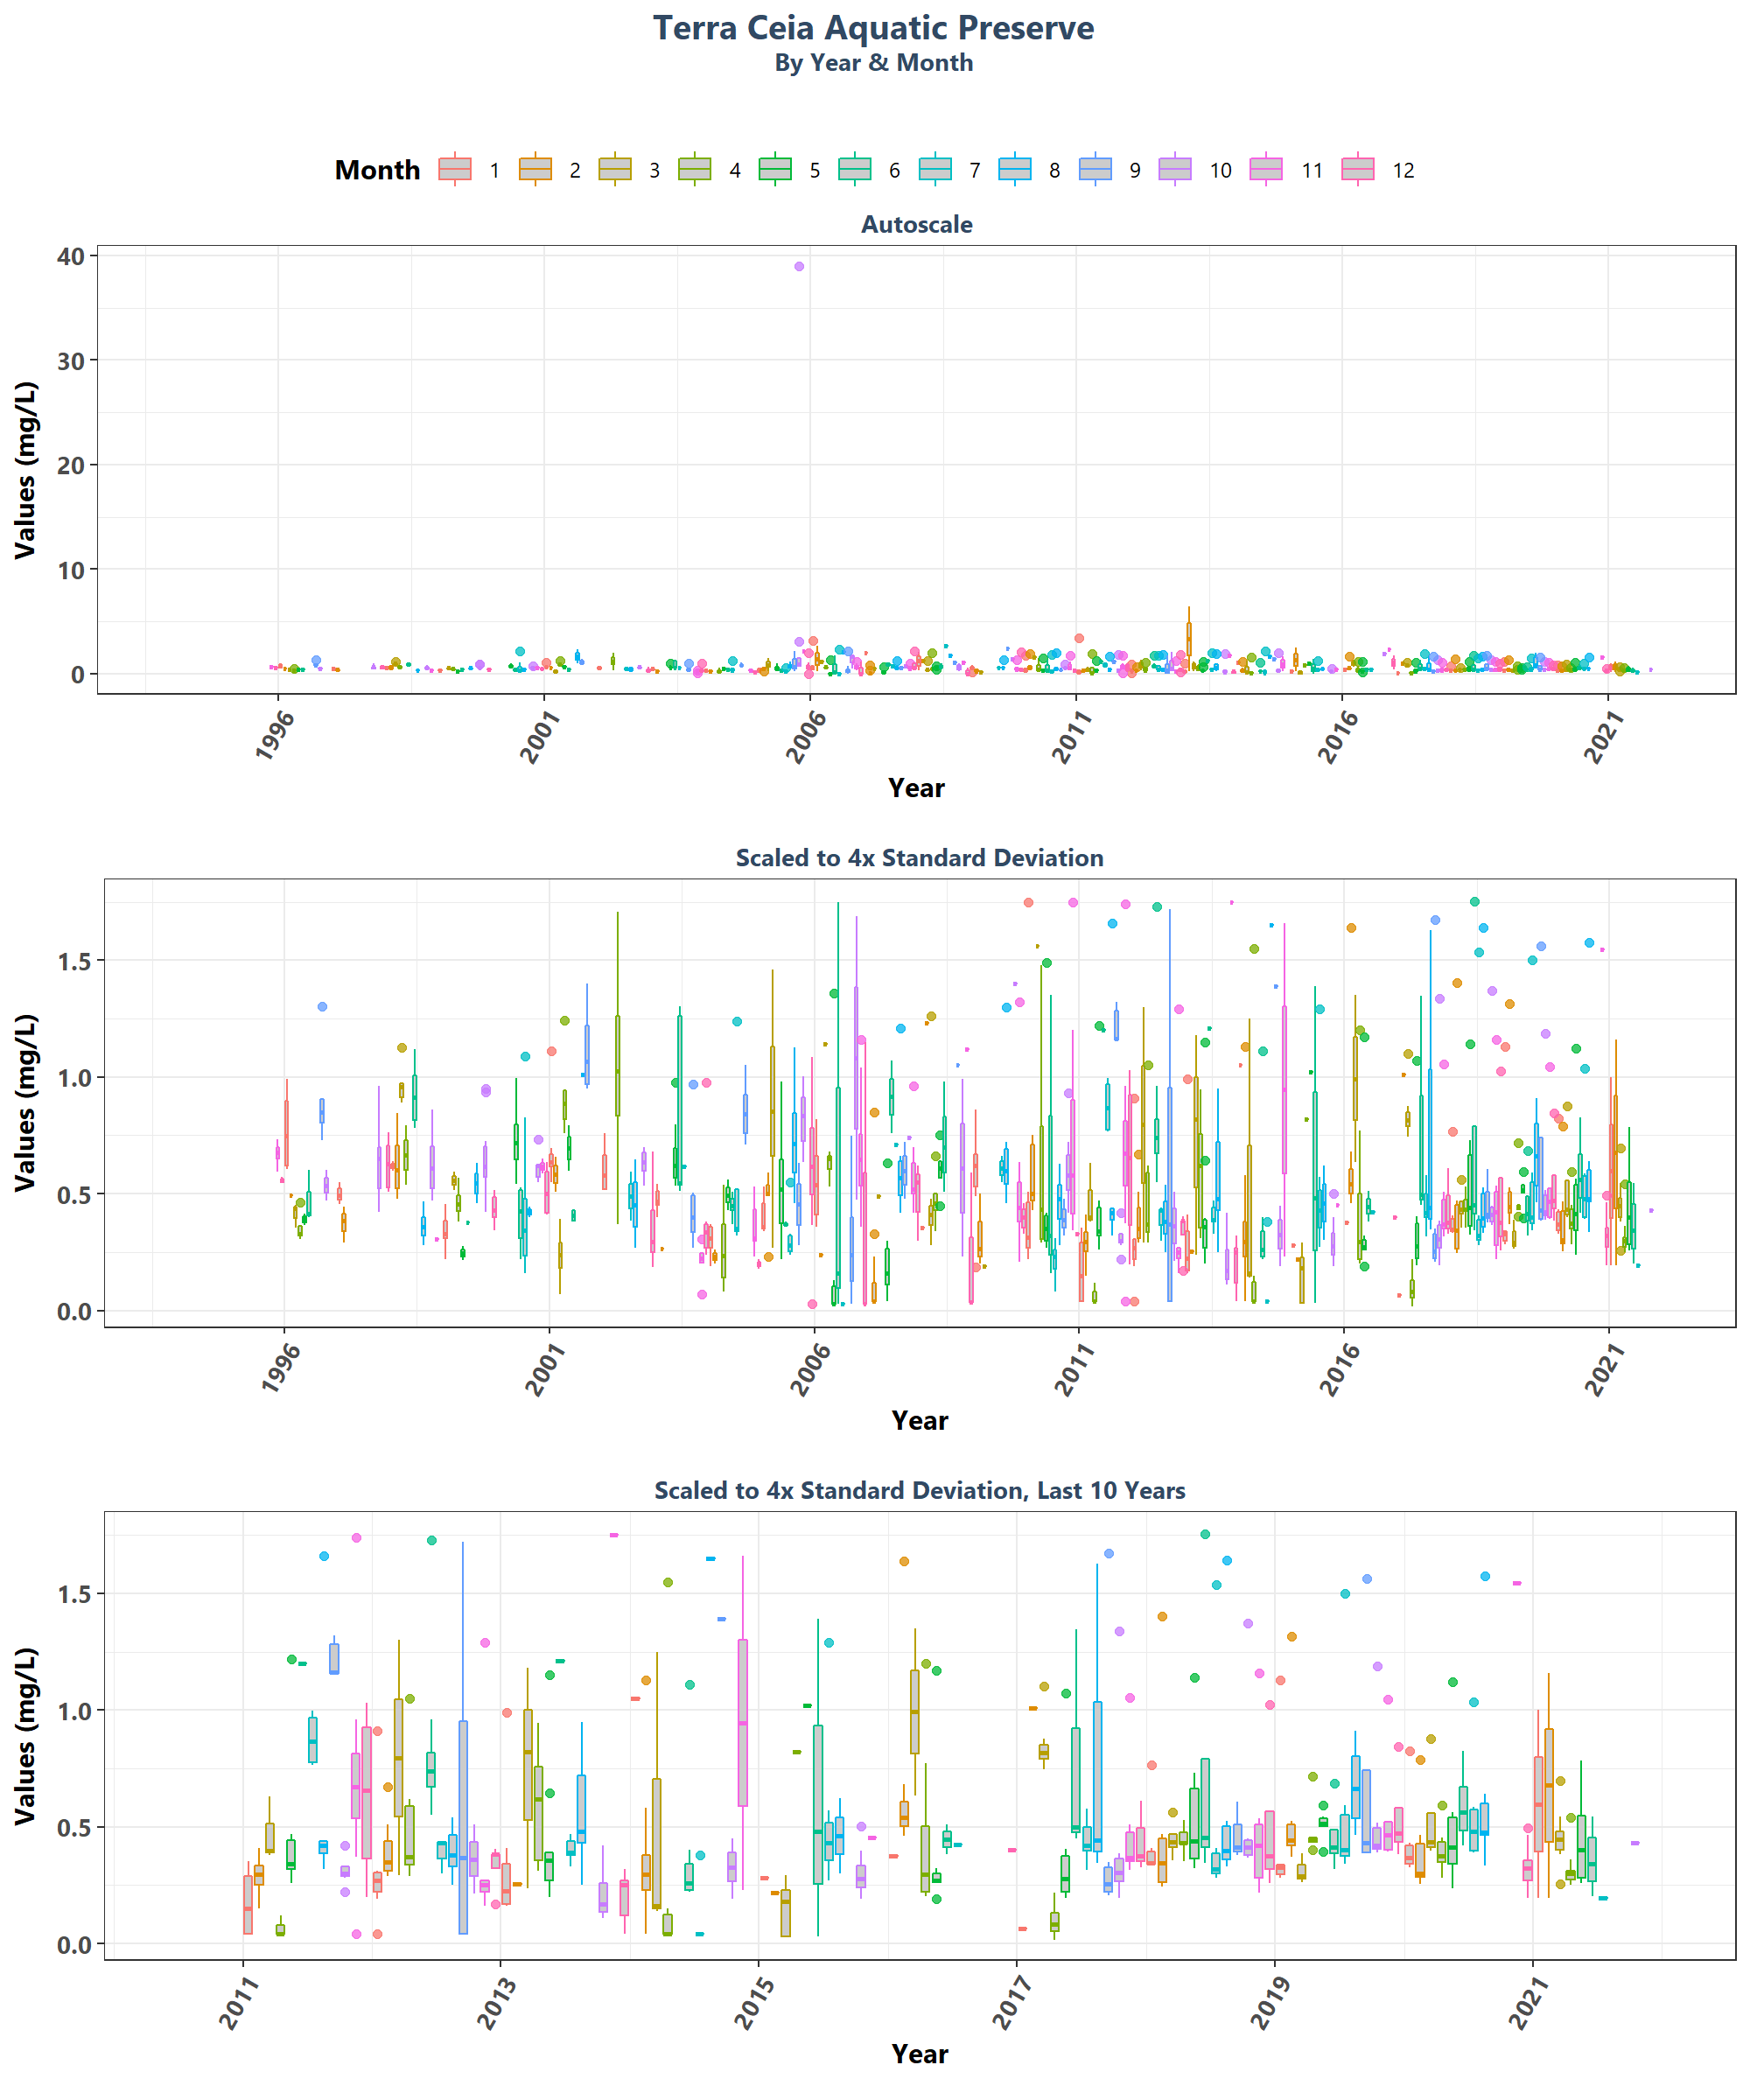 Terra Ceia Aquatic Preserve
By Year & Month
Month 1 2 3 4 5 6 7 8 9 10 11 12
Autoscale
Values (mg/L)
40
30
20
10
0
1996 2001 2006 2011 2016 2021
Year
Scaled to 4x Standard Deviation
Values (mg/L)
1.5
1.0
0.5
0.0
1996 2001 2006 2011 2016 2021
Year
Scaled to 4x Standard Deviation, Last 10 Years
Values (mg/L)
1.5
1.0
0.5
0.0
2011 2013 2015 2017 2019 2021
Year